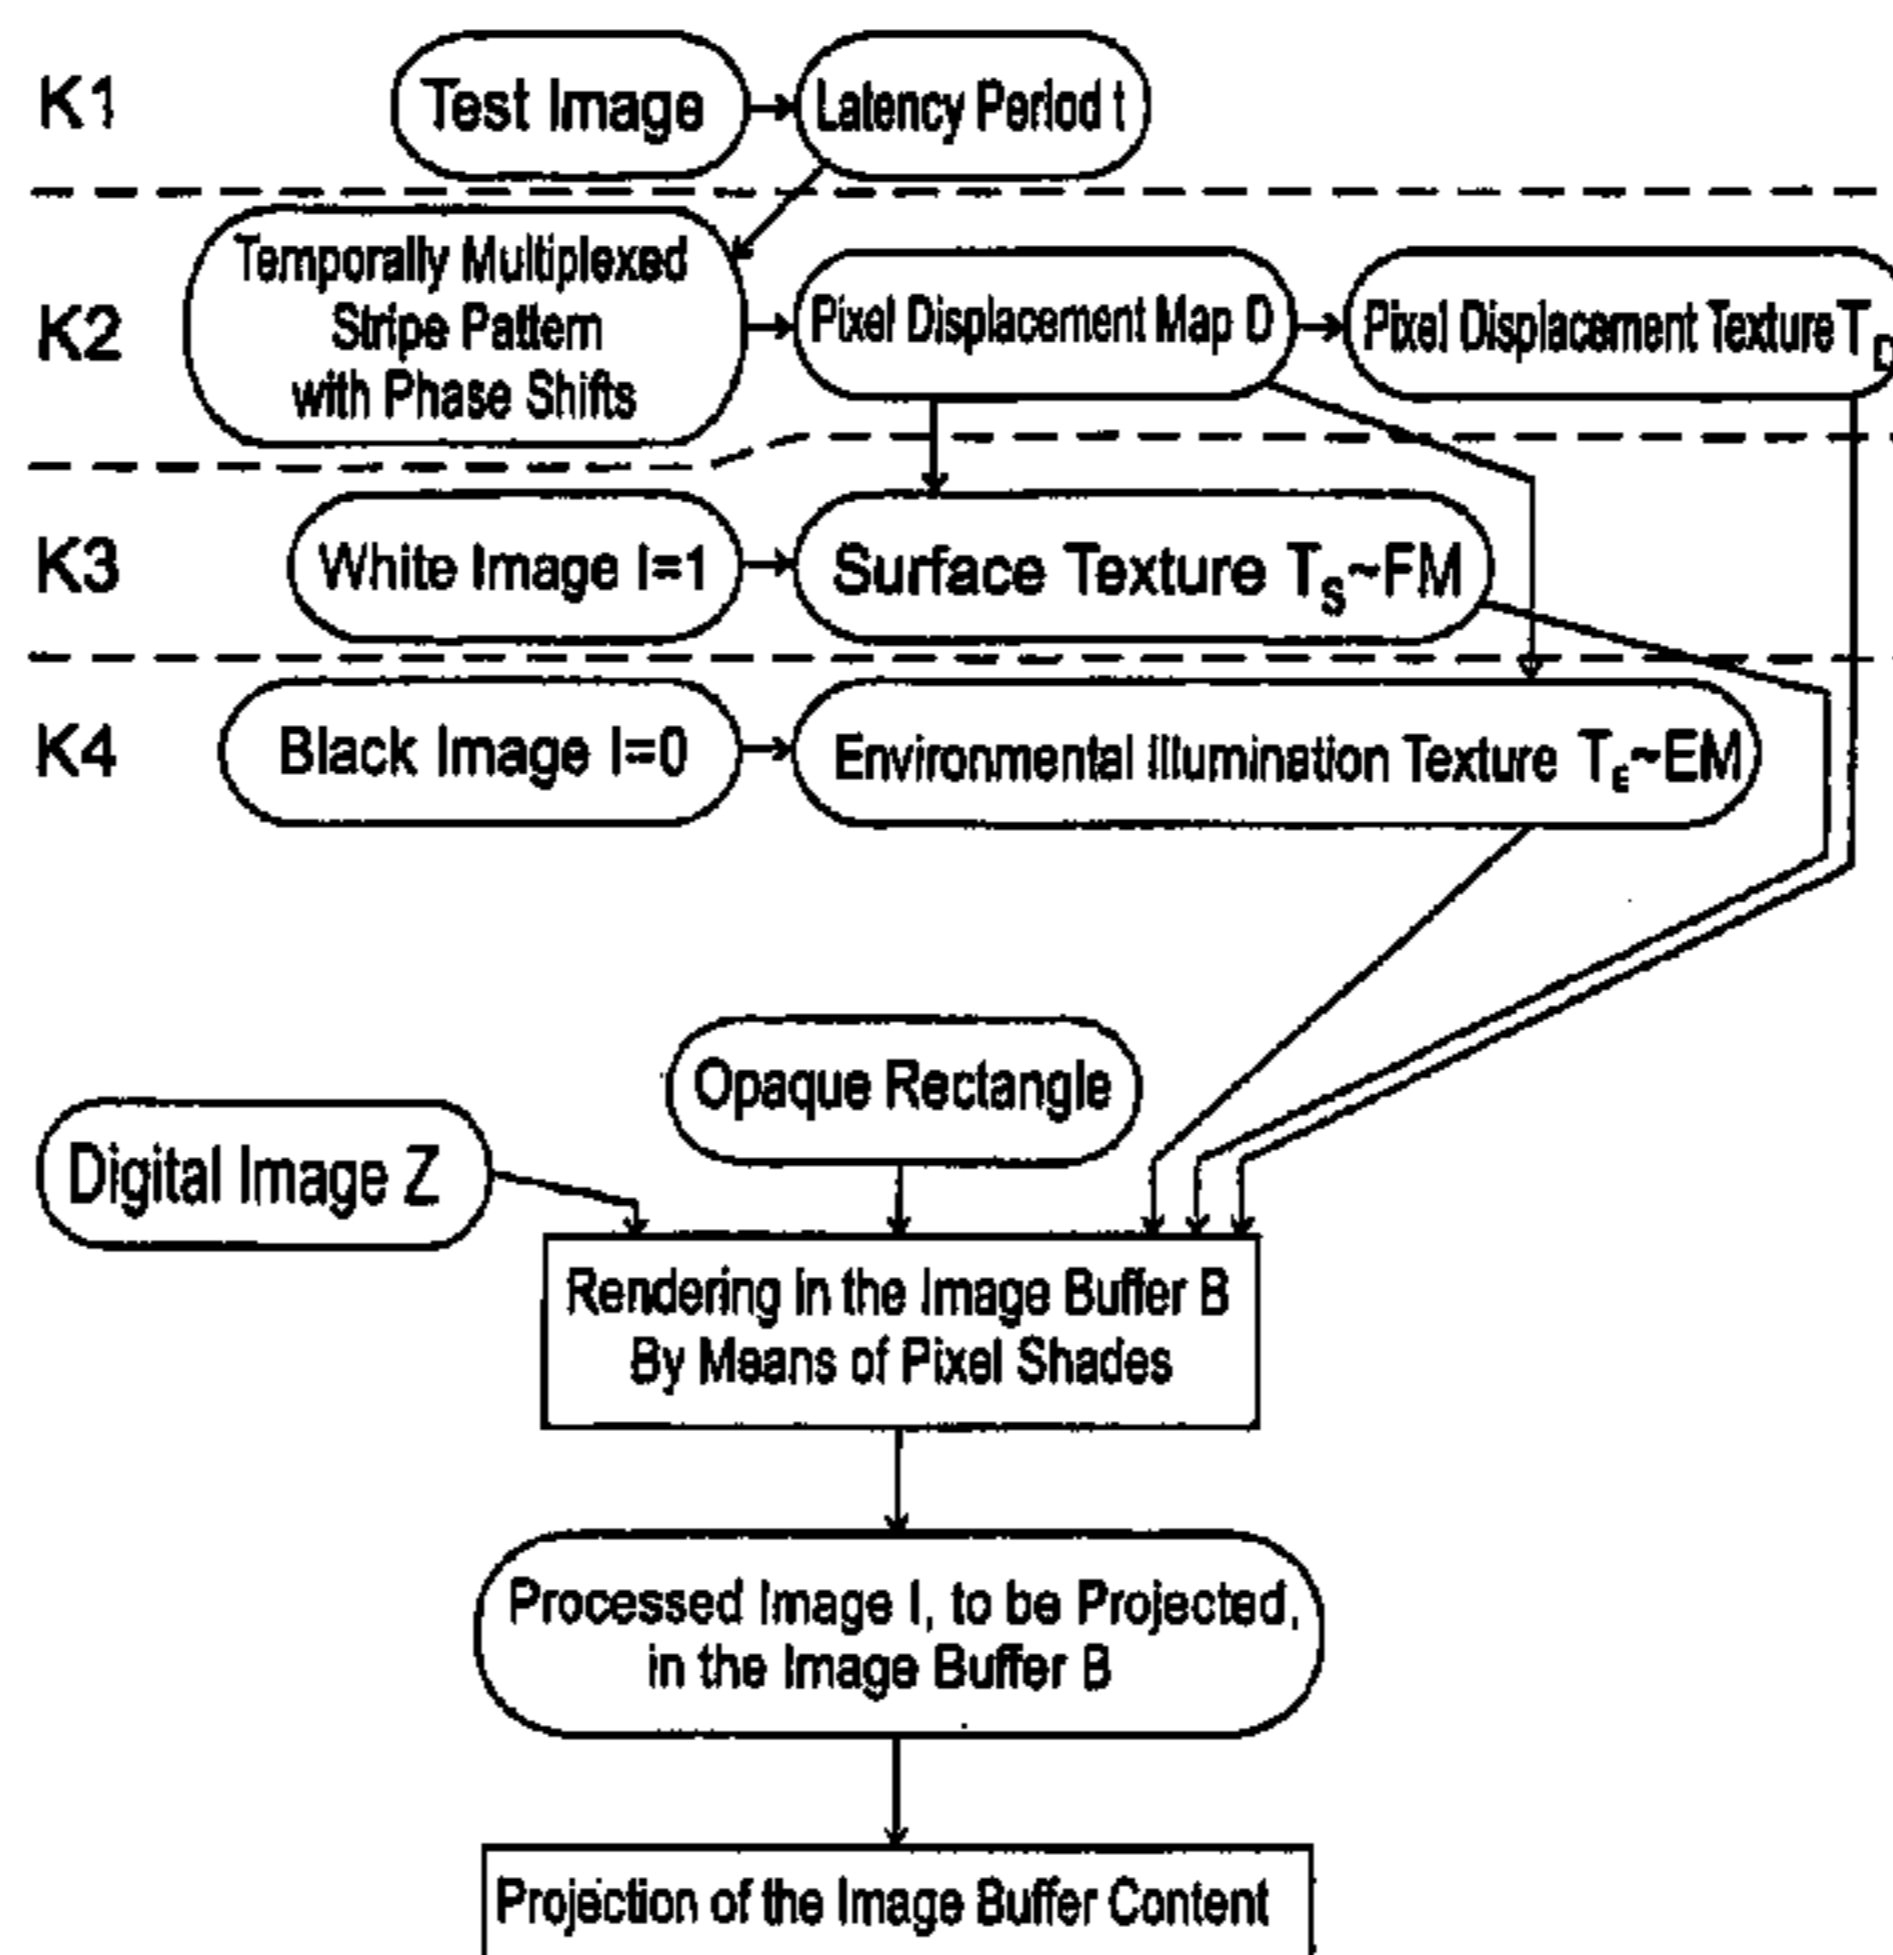 K1
Test Image
Latency Period t
K2
Temporally Multiplexed
Stripe Pattern
with Phase Shifts
Pixel Displacement Map D
Pixel Displacement Texture T_D
K3
White Image I=1
Surface Texture T_S~FM
K4
Black Image I=0
Environmental Illumination Texture T_E~EM
Opaque Rectangle
Digital Image Z
Rendering in the Image Buffer B
By Means of Pixel Shades
Processed Image I, to be Projected,
in the Image Buffer B
Projection of the Image Buffer Content